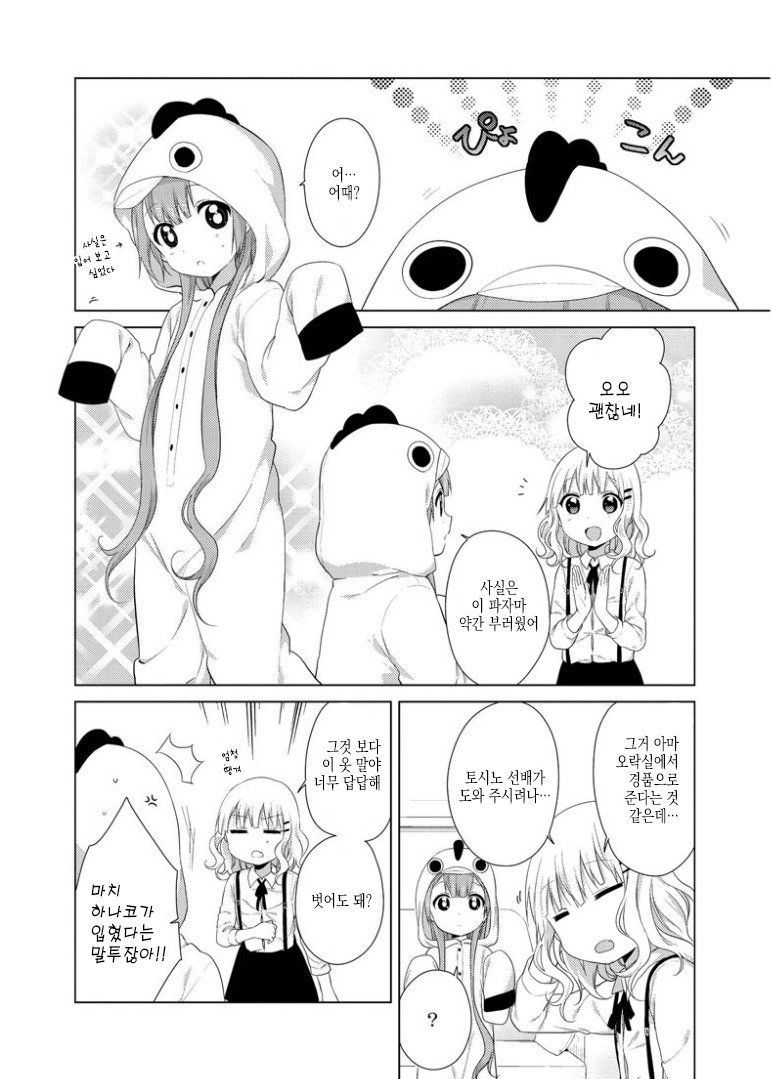 ぴょ
こん
어…
어때?
사실은
입어 보고
싶었다
오오
괜찮네!
사실은
이 파자마
약간 부러웠어
그거 아마
오락실에서
경품으로
준다는 것
같은데…
토시노 선배가
도와 주시려나…
?
그것 보다
이 옷 말야
너무 답답해
벗어도 돼?
엄청
땡겨
마치
하나코가
입혔다는
말투잖아!!